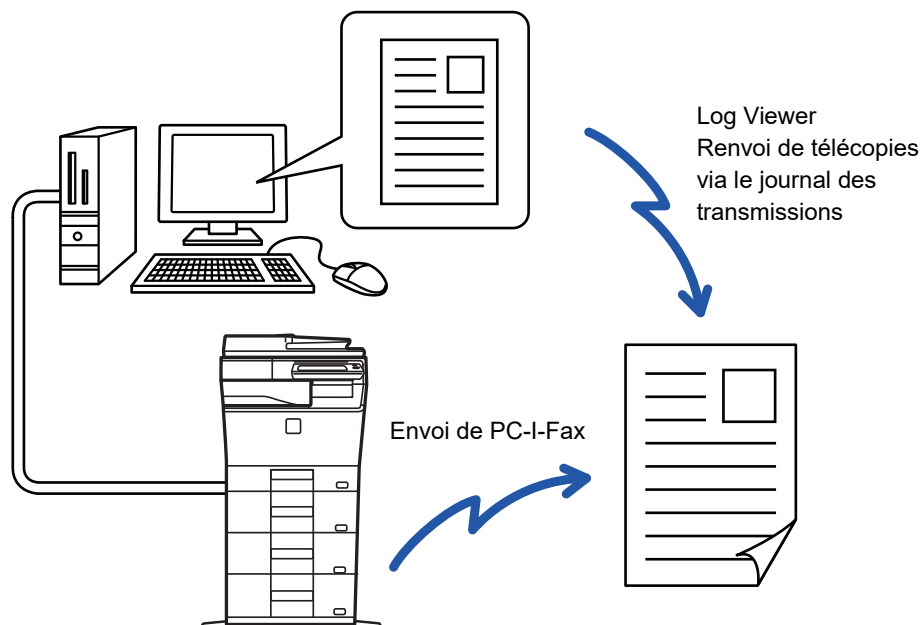 Log Viewer
Renvoi de télécopies
via le journal des
transmissions
Envoi de PC-I-Fax